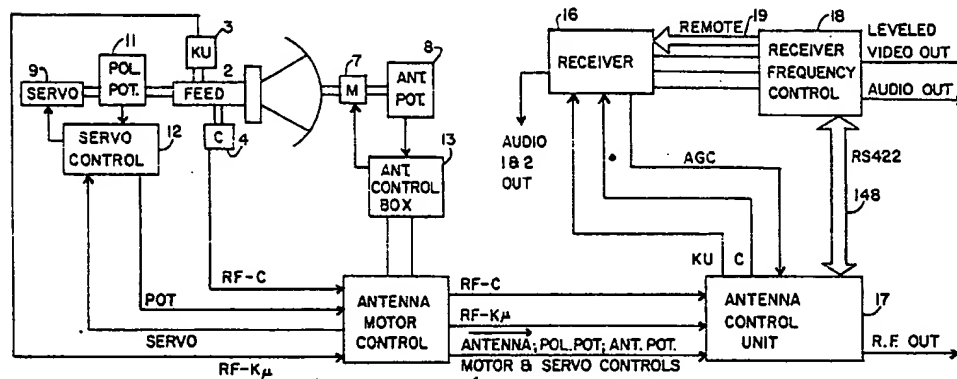 11
3
KU
9
SERVO
POL.
POT.
2
FEED
7
M
8
ANT.
POT.
C
4
SERVO
CONTROL
12
13
ANT.
CONTROL
BOX
16
RECEIVER
REMOTE
19
18
RECEIVER
FREQUENCY
CONTROL
LEVELED
VIDEO OUT
AUDIO OUT
AUDIO
1&2
OUT
AGC
RS422
148
KU
C
RF-C
POT
SERVO
RF-Kμ
ANTENNA
MOTOR
CONTROL
RF-C
RF-Kμ
ANTENNA; POL. POT; ANT. POT.
MOTOR & SERVO CONTROLS
ANTENNA
CONTROL
UNIT
17
R.F. OUT